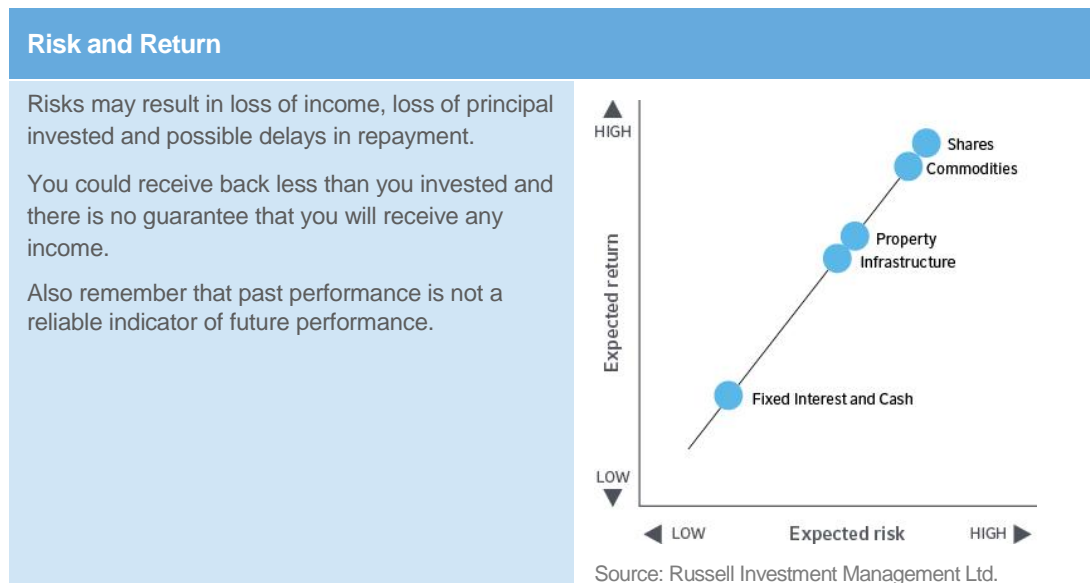 Risk and Return
Risks may result in loss of income, loss of principal
invested and possible delays in repayment.
You could receive back less than you invested and
there is no guarantee that you will receive any
income.
Also remember that past performance is not a
reliable indicator of future performance.
HIGH
Shares
Commodities
Property
Infrastructure
Expected return
Fixed Interest and Cash
LOW
LOW
Expected risk
HIGH
Source: Russell Investment Management Ltd.